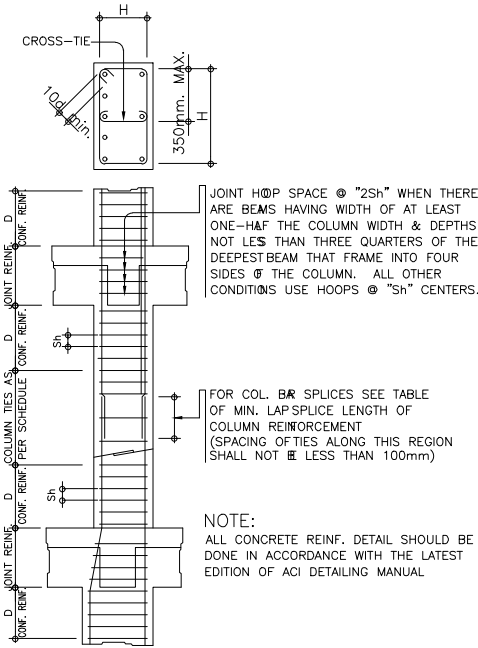 H
CROSS-TIE
10d min.
350mm. MAX.
H
JOINT HOOP SPACE @ "2Sh" WHEN THERE
ARE BEAMS HAVING WIDTH OF AT LEAST
ONE-HALF THE COLUMN WIDTH & DEPTHS
NOT LESS THAN THREE QUARTERS OF THE
DEEPEST BEAM THAT FRAME INTO FOUR
SIDES OF THE COLUMN. ALL OTHER
CONDITIONS USE HOOPS @ "Sh" CENTERS.
D
CONF. REINF.
JOINT REINF.
D
CONF. REINF.
Sh
COLUMN TIES AS
PER SCHEDULE
FOR COL. BAR SPLICES SEE TABLE
OF MIN. LAP SPLICE LENGTH OF
COLUMN REINFORCEMENT
(SPACING OF TIES ALONG THIS REGION
SHALL NOT BE LESS THAN 100mm)
D
CONF. REINF.
Sh
JOINT REINF.
D
CONF. REINF.
NOTE:
ALL CONCRETE REINF. DETAIL SHOULD BE
DONE IN ACCORDANCE WITH THE LATEST
EDITION OF ACI DETAILING MANUAL